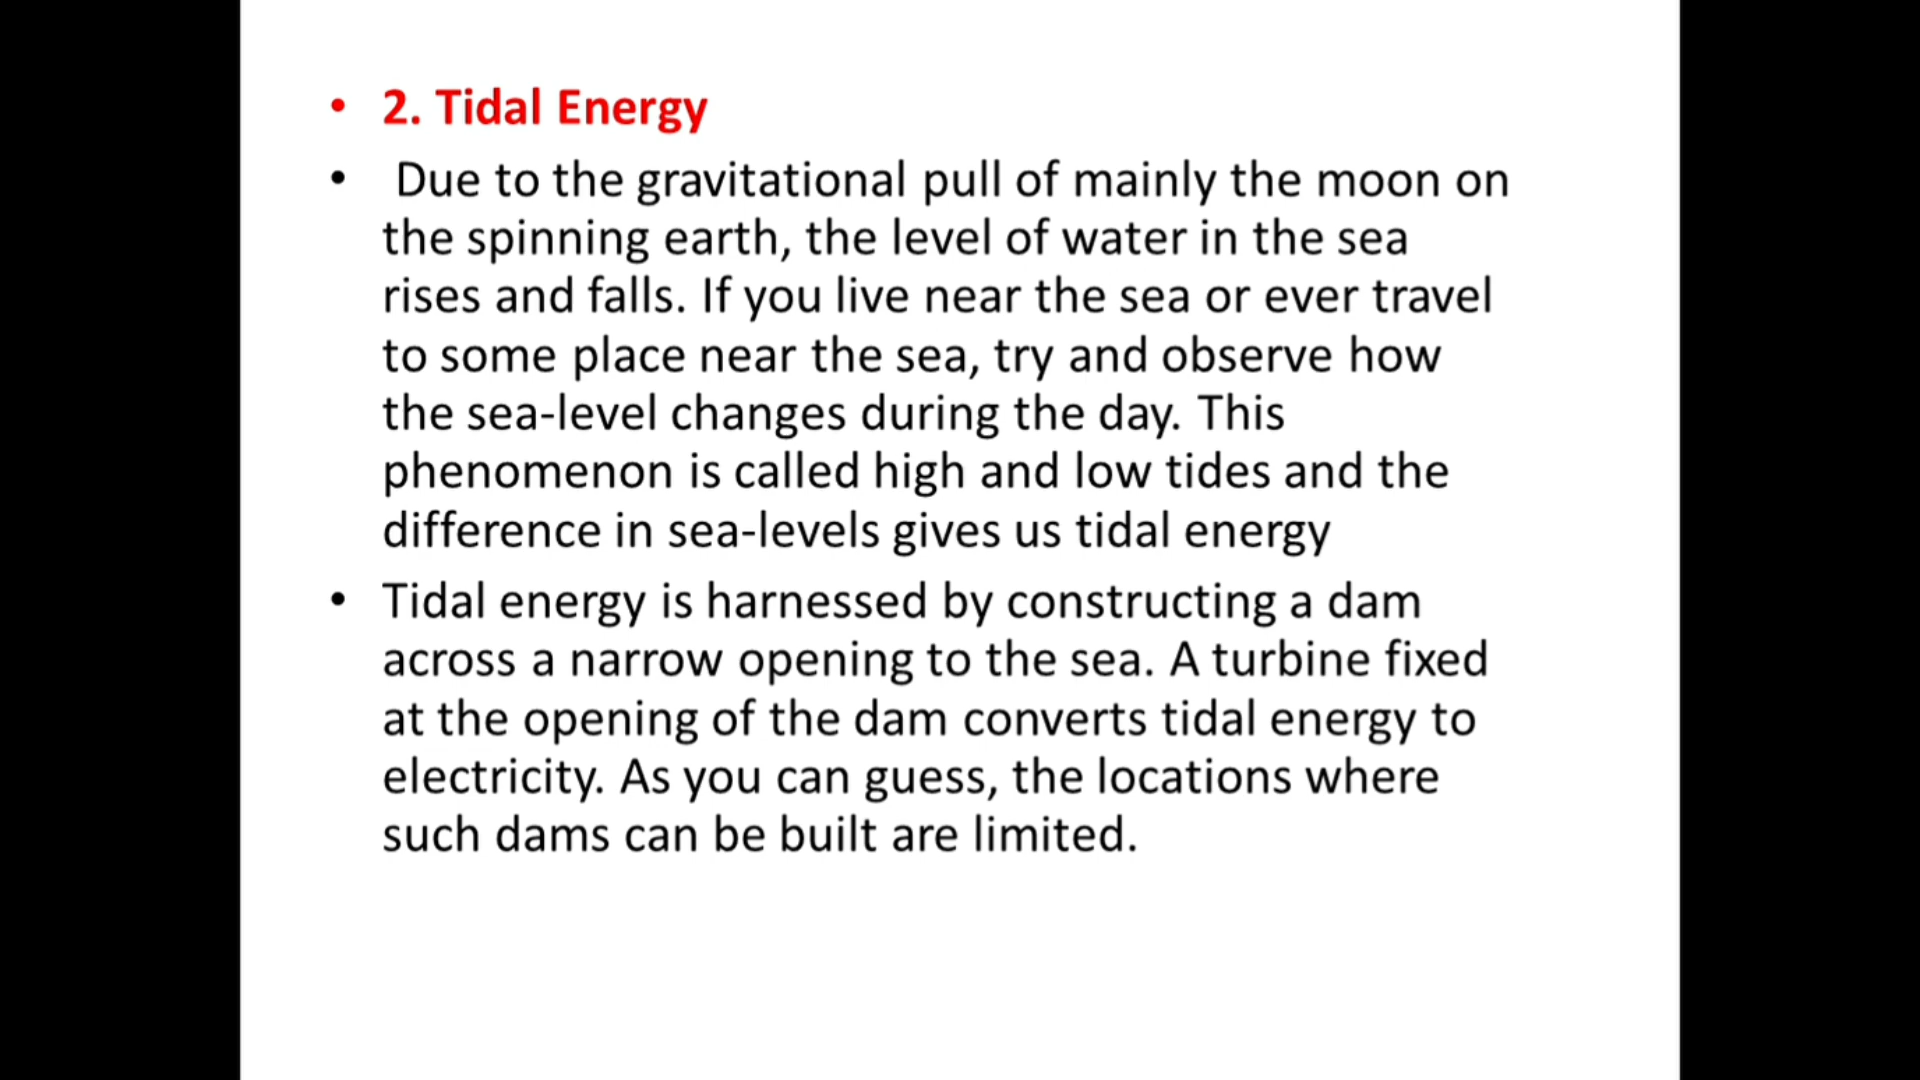 • 2. Tidal Energy
• Due to the gravitational pull of mainly the moon on
the spinning earth, the level of water in the sea
rises and falls. If you live near the sea or ever travel
to some place near the sea, try and observe how
the sea-level changes during the day. This
phenomenon is called high and low tides and the
difference in sea-levels gives us tidal energy
• Tidal energy is harnessed by constructing a dam
across a narrow opening to the sea. A turbine fixed
at the opening of the dam converts tidal energy to
electricity. As you can guess, the locations where
such dams can be built are limited.